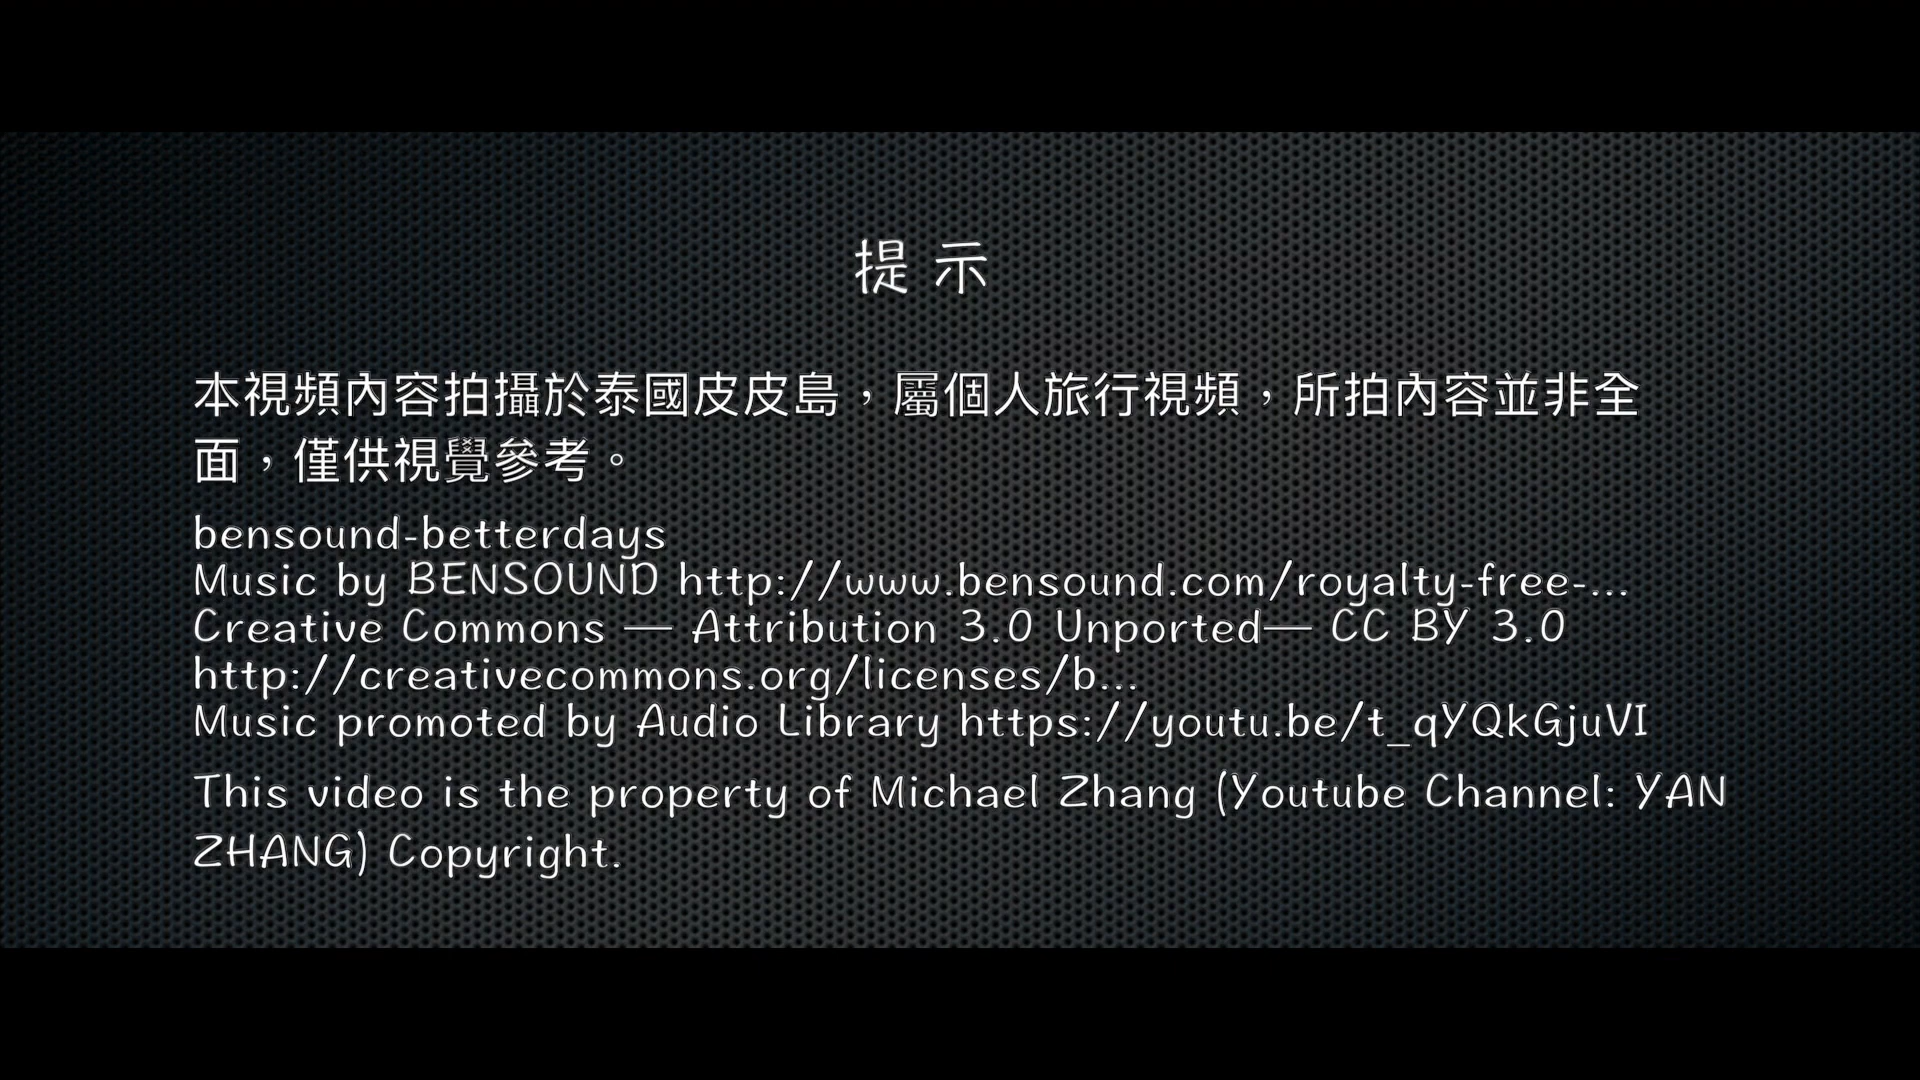 提示
本視頻內容拍攝於泰國皮皮島，屬個人旅行視頻，所拍內容並非全
面，僅供視覺參考。
bensound-betterdays
Music by BENSOUND http://www.bensound.com/royalty-free-...
Creative Commons — Attribution 3.0 Unported— CC BY 3.0
http://creativecommons.org/licenses/b...
Music promoted by Audio Library https://youtu.be/t_qYQkGjuVI
This video is the property of Michael Zhang (Youtube Channel: YAN
ZHANG) Copyright.